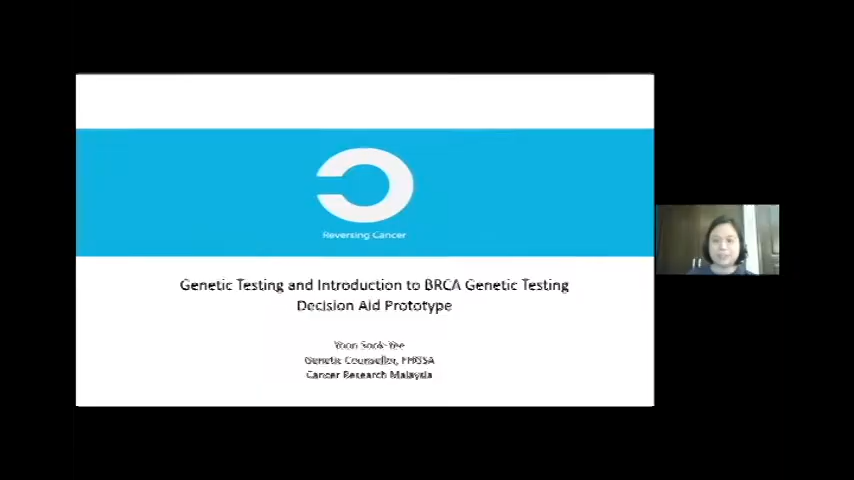 Reversing Cancer
Genetic Testing and Introduction to BRCA Genetic Testing
Decision Aid Prototype
Yoon Sook-Yee
Genetic Counsellor, FHGSA
Cancer Research Malaysia